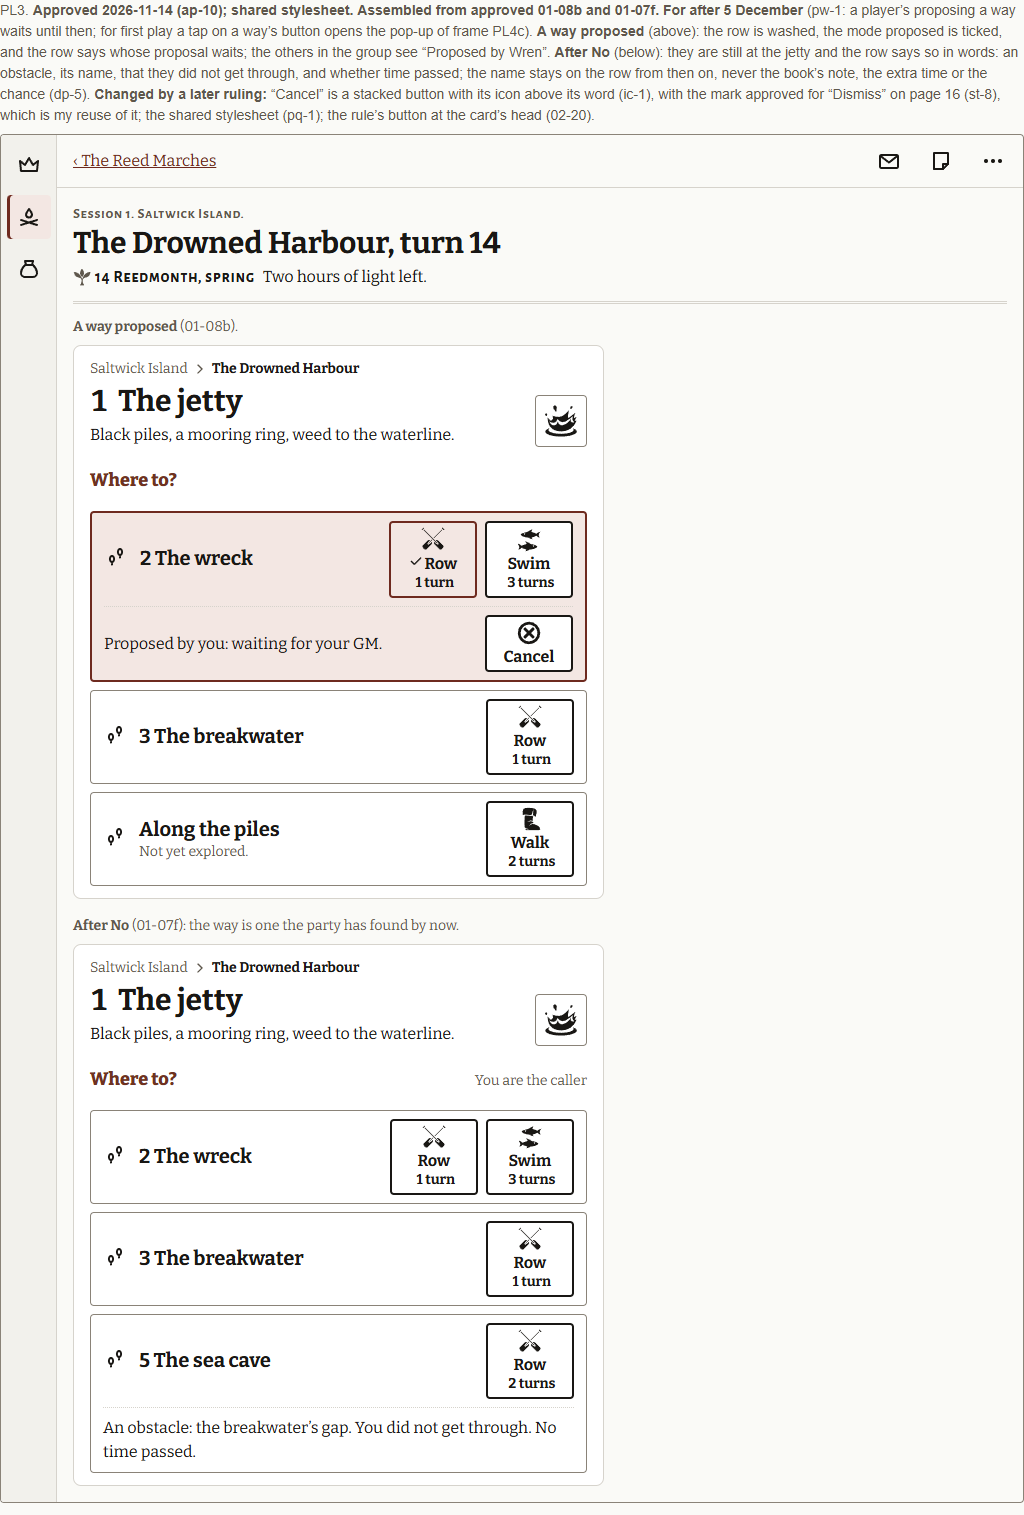 PL3. Approved 2026-11-14 (ap-10); shared stylesheet. Assembled from approved 01-08b and 01-07f. For after 5 December (pw-1: a player’s proposing a way
waits until then; for first play a tap on a way’s button opens the pop-up of frame PL4c). A way proposed (above): the row is washed, the mode proposed is ticked,
and the row says whose proposal waits; the others in the group see “Proposed by Wren”. After No (below): they are still at the jetty and the row says so in words: an
obstacle, its name, that they did not get through, and whether time passed; the name stays on the row from then on, never the book’s note, the extra time or the
chance (dp-5). Changed by a later ruling: “Cancel” is a stacked button with its icon above its word (ic-1), with the mark approved for “Dismiss” on page 16 (st-8),
which is my reuse of it; the shared stylesheet (pq-1); the rule’s button at the card’s head (02-20).
‹ The Reed Marches
Session 1. Saltwick Island.
The Drowned Harbour, turn 14
14 Reedmonth, spring Two hours of light left.
A way proposed (01-08b).
Saltwick Island > The Drowned Harbour
1 The jetty
Black piles, a mooring ring, weed to the waterline.
Where to?
2 The wreck
Row
1 turn
Swim
3 turns
Proposed by you: waiting for your GM.
Cancel
3 The breakwater
Row
1 turn
Along the piles
Not yet explored.
Walk
2 turns
After No (01-07f): the way is one the party has found by now.
Saltwick Island > The Drowned Harbour
1 The jetty
Black piles, a mooring ring, weed to the waterline.
Where to?
You are the caller
2 The wreck
Row
1 turn
Swim
3 turns
3 The breakwater
Row
1 turn
5 The sea cave
Row
2 turns
An obstacle: the breakwater’s gap. You did not get through. No
time passed.